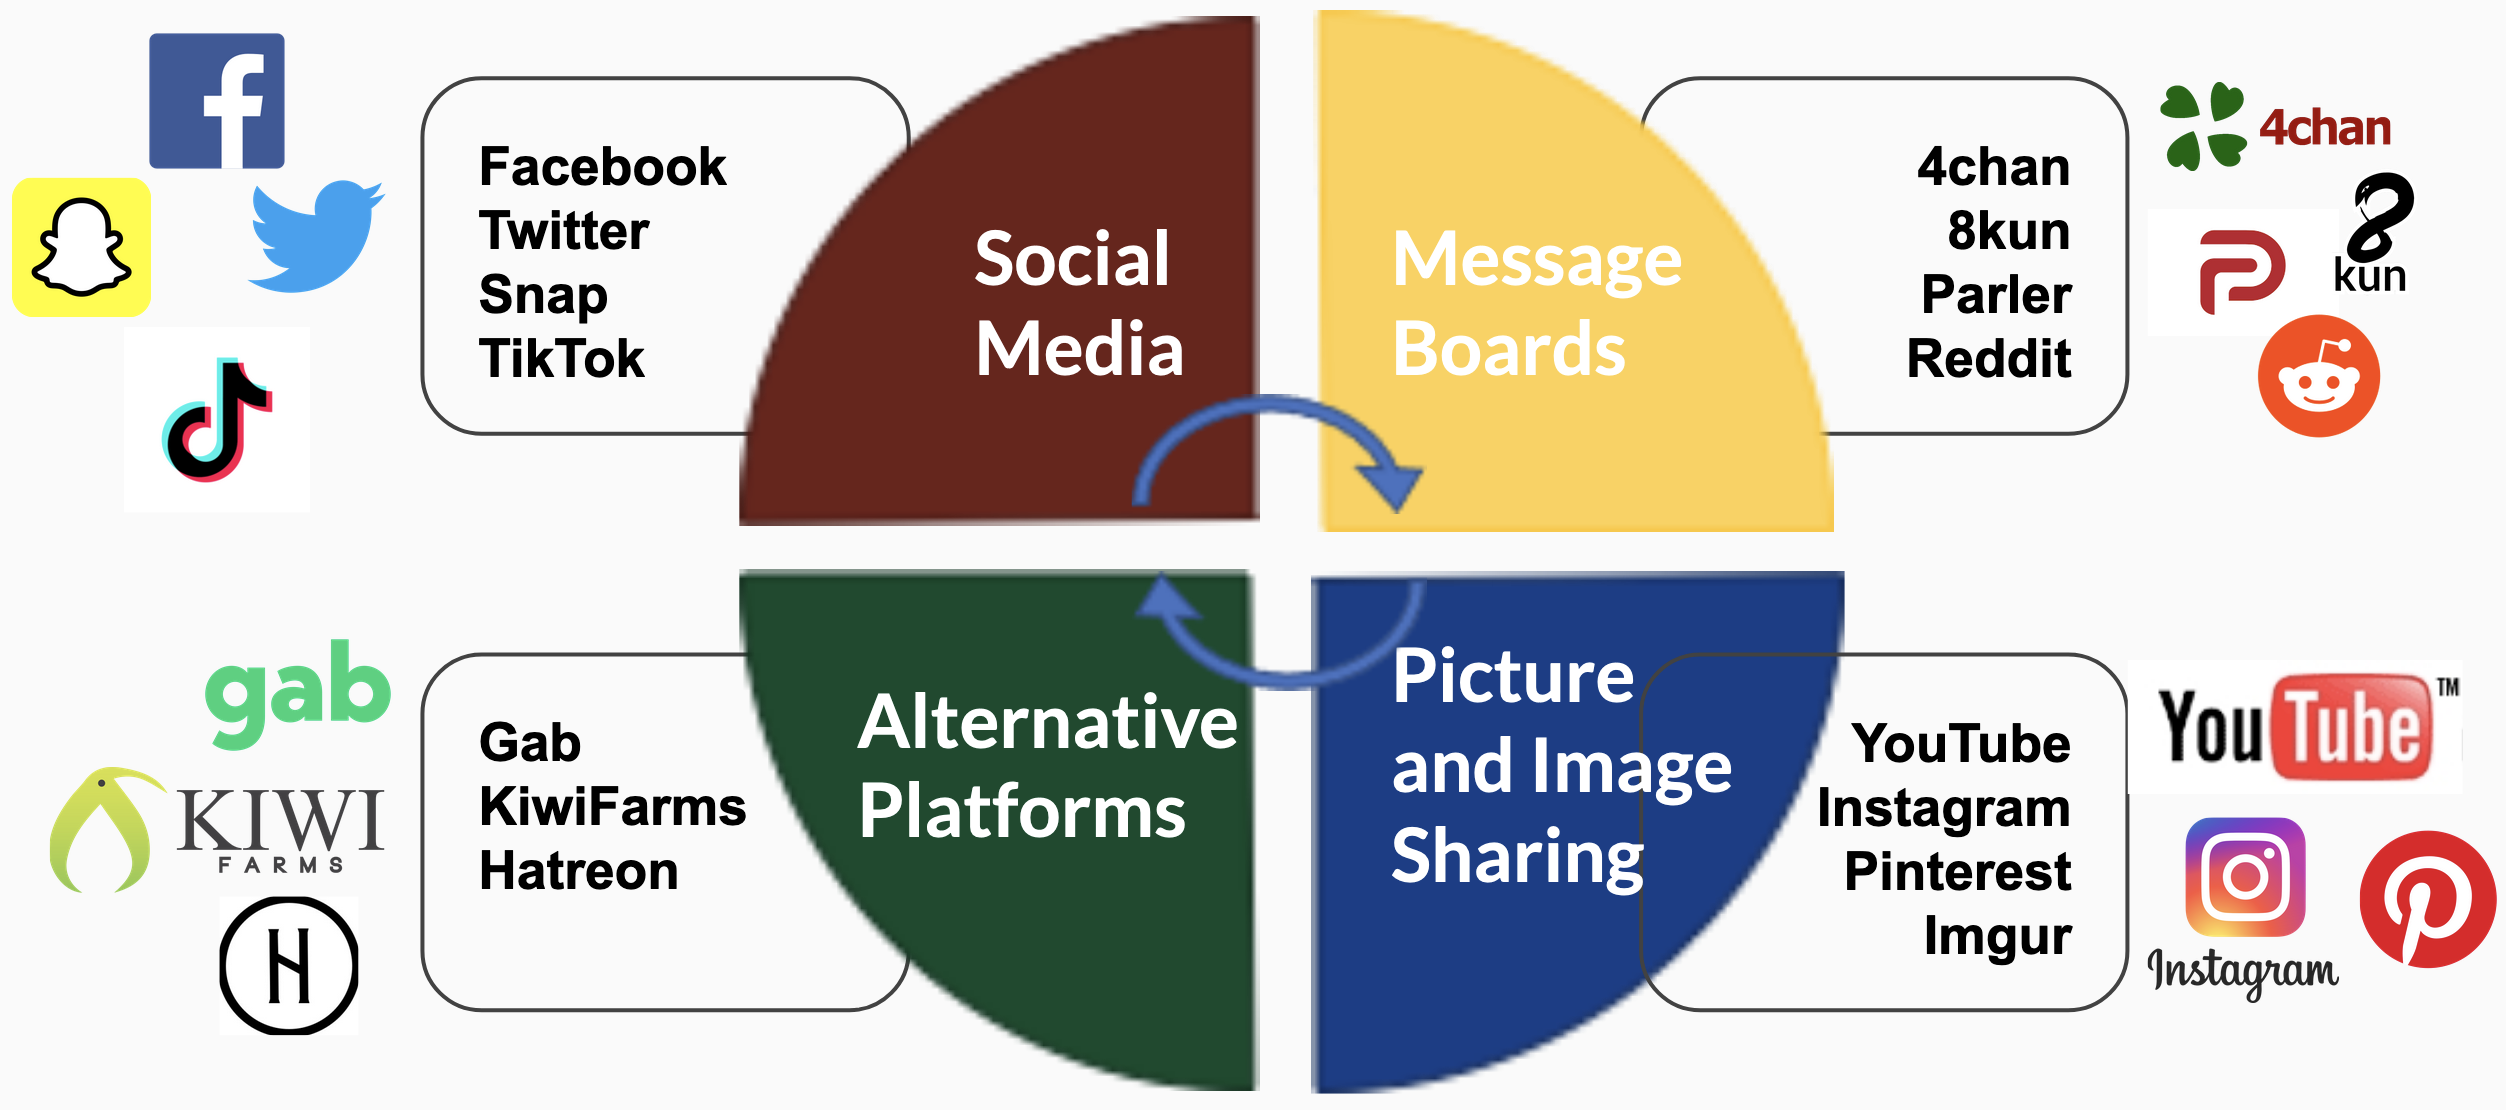 Facebook
Twitter
Snap
TikTok
Social
Media
Message
Boards
4chan
8kun
Parler
Reddit
4chan
8
kun
gab
KIWI
FARMS
H
Gab
KiwiFarms
Hatreon
Alternative
Platforms
Picture
and Image
Sharing
YouTube
Instagram
Pinterest
Imgur
YouTube™
Instagram